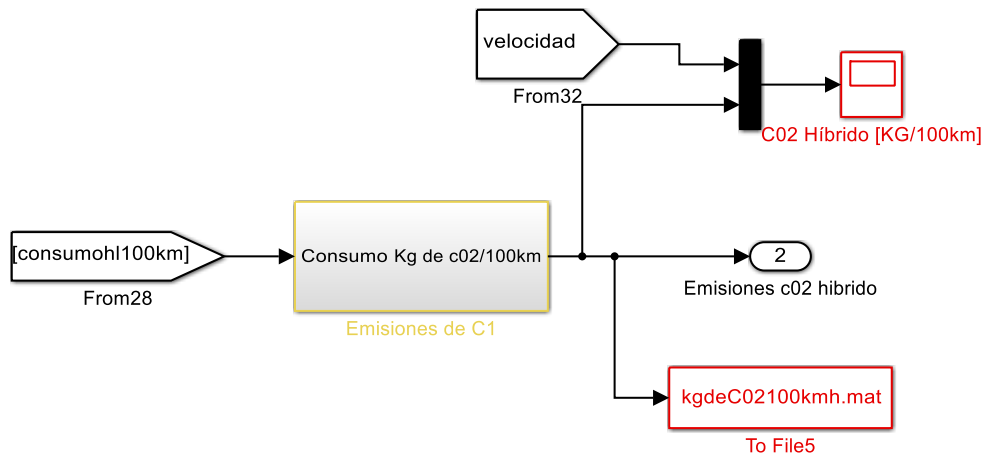 velocidad
From32
C02 Híbrido [KG/100km]
[consumohl100km]
From28
Consumo Kg de c02/100km
Emisiones de C1
2
Emisiones c02 hibrido
kgdeC02100kmh.mat
To File5